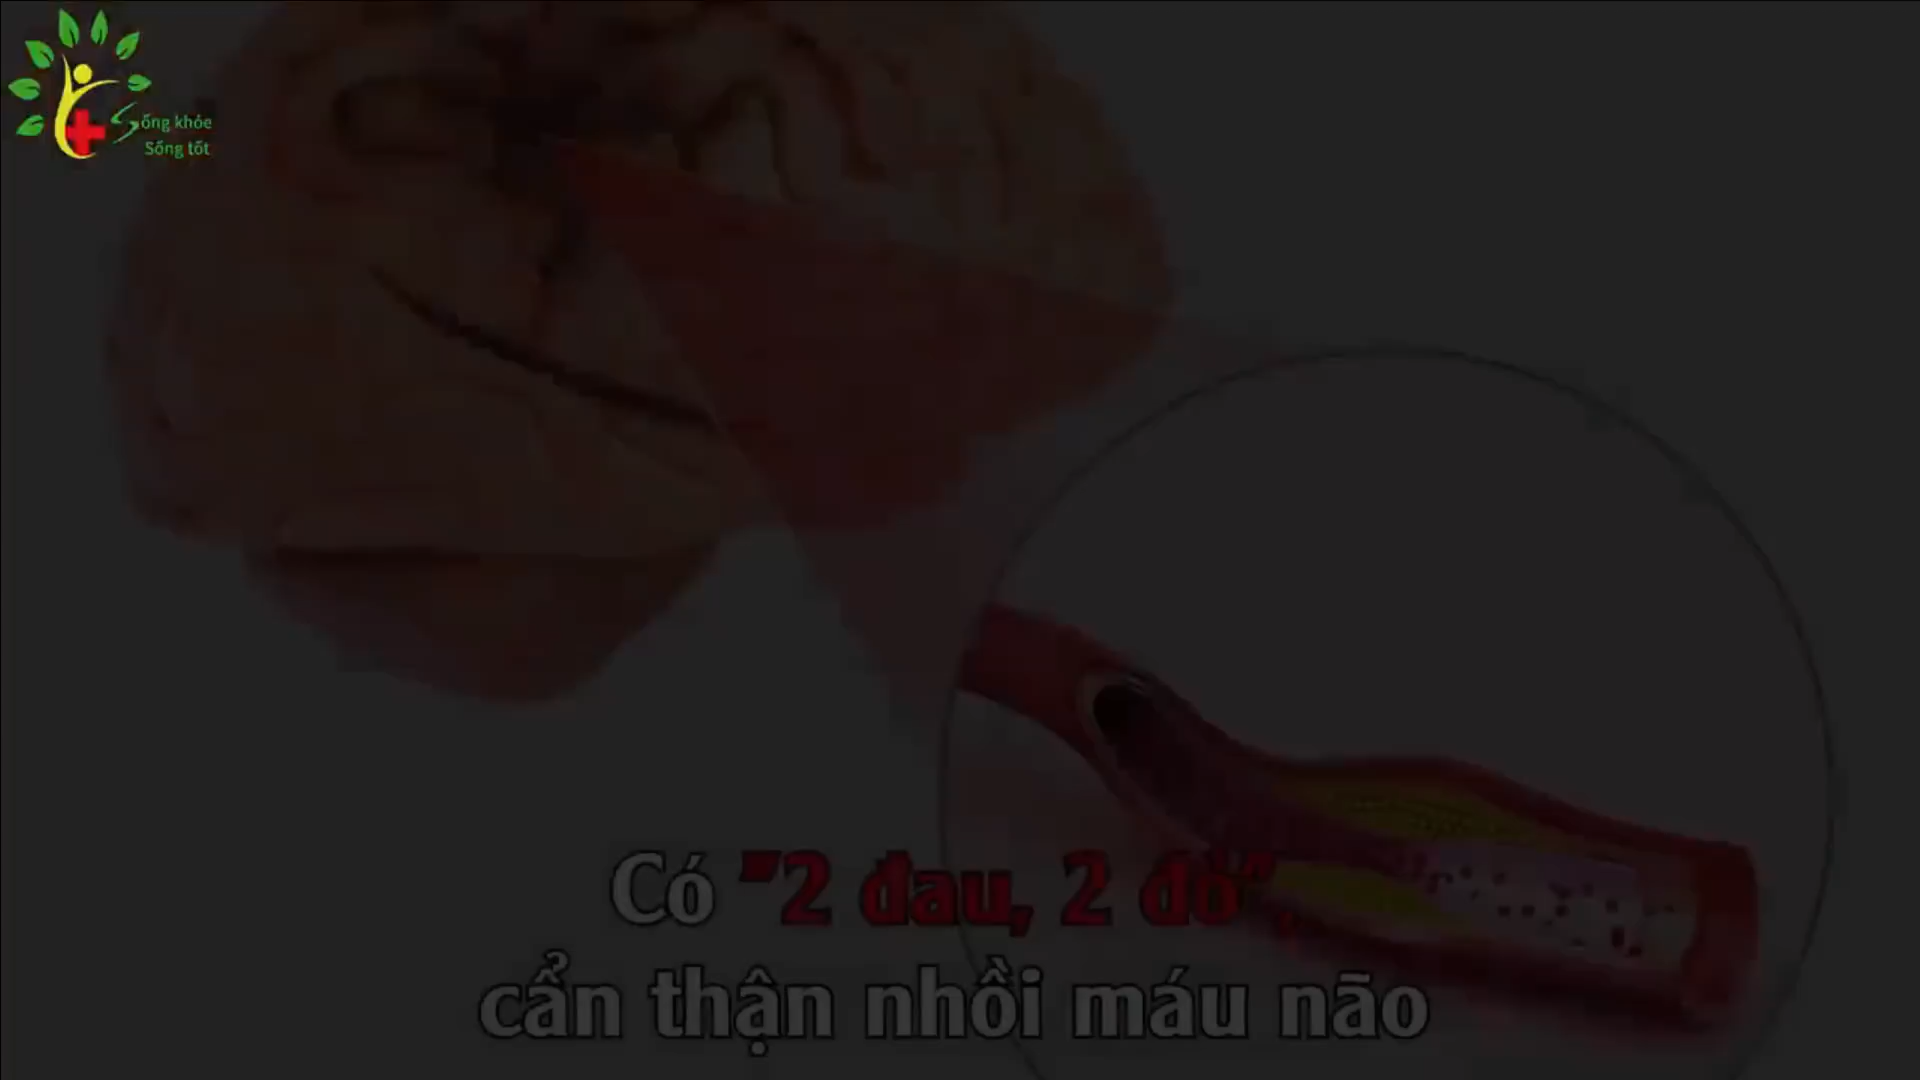 Sống khỏe
Sống tốt
Có "2 đau, 2 đỏ",
cẩn thận nhồi máu não